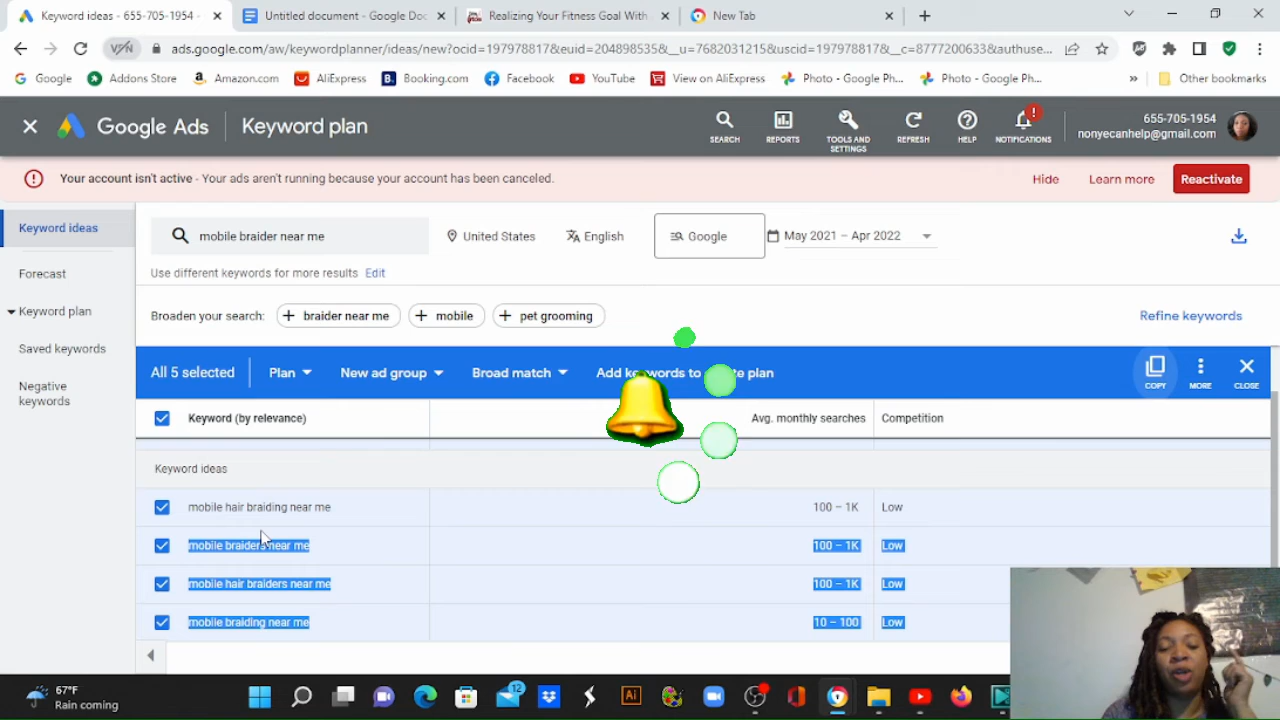 Keyword ideas - 655-705-1954 -
Untitled document - Google Doc
Realizing Your Fitness Goal With
New Tab
VPN
ads.google.com/aw/keywordplanner/ideas/new?ocid=197978817&euid=204898535&__u=7682031215&uscid=197978817&__c=8777200633&authuse...
Google
Addons Store
Amazon.com
AliExpress
Booking.com
Facebook
YouTube
View on AliExpress
Photo - Google Ph...
Photo - Google Ph...
»
Other bookmarks
Google Ads
Keyword plan
SEARCH
REPORTS
TOOLS AND
SETTINGS
REFRESH
HELP
NOTIFICATIONS
655-705-1954
nonyecanhelp@gmail.com
Your account isn't active - Your ads aren't running because your account has been canceled.
Hide
Learn more
Reactivate
Keyword ideas
Forecast
Keyword plan
Saved keywords
Negative
keywords
mobile braider near me
United States
English
Google
May 2021 – Apr 2022
Use different keywords for more results Edit
Broaden your search:
+ braider near me
+ mobile
+ pet grooming
Refine keywords
All 5 selected
Plan
New ad group
Broad match
Add keywords to
plan
COPY
MORE
CLOSE
Keyword (by relevance)
Avg. monthly searches
Competition
Keyword ideas
mobile hair braiding near me
100 – 1K
Low
mobile braiders near me
100 – 1K
Low
mobile hair braiders near me
100 – 1K
Low
mobile braiding near me
10 – 100
Low
67°F
Rain coming
12
Ai